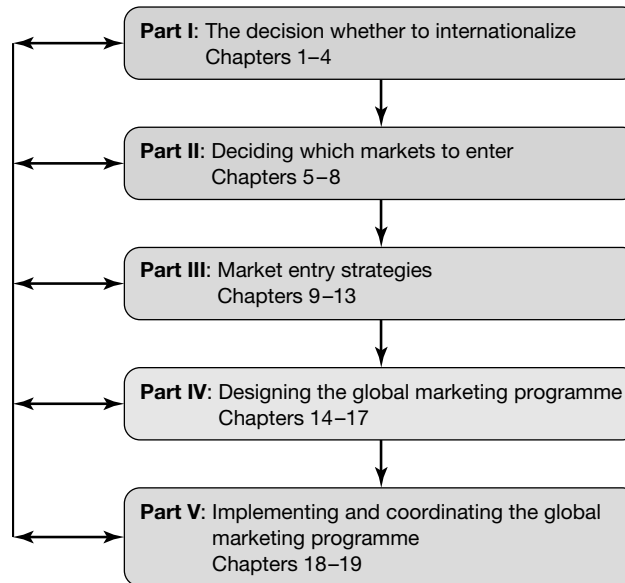 Part I: The decision whether to internationalize
Chapters 1–4
Part II: Deciding which markets to enter
Chapters 5–8
Part III: Market entry strategies
Chapters 9–13
Part IV: Designing the global marketing programme
Chapters 14–17
Part V: Implementing and coordinating the global
marketing programme
Chapters 18–19